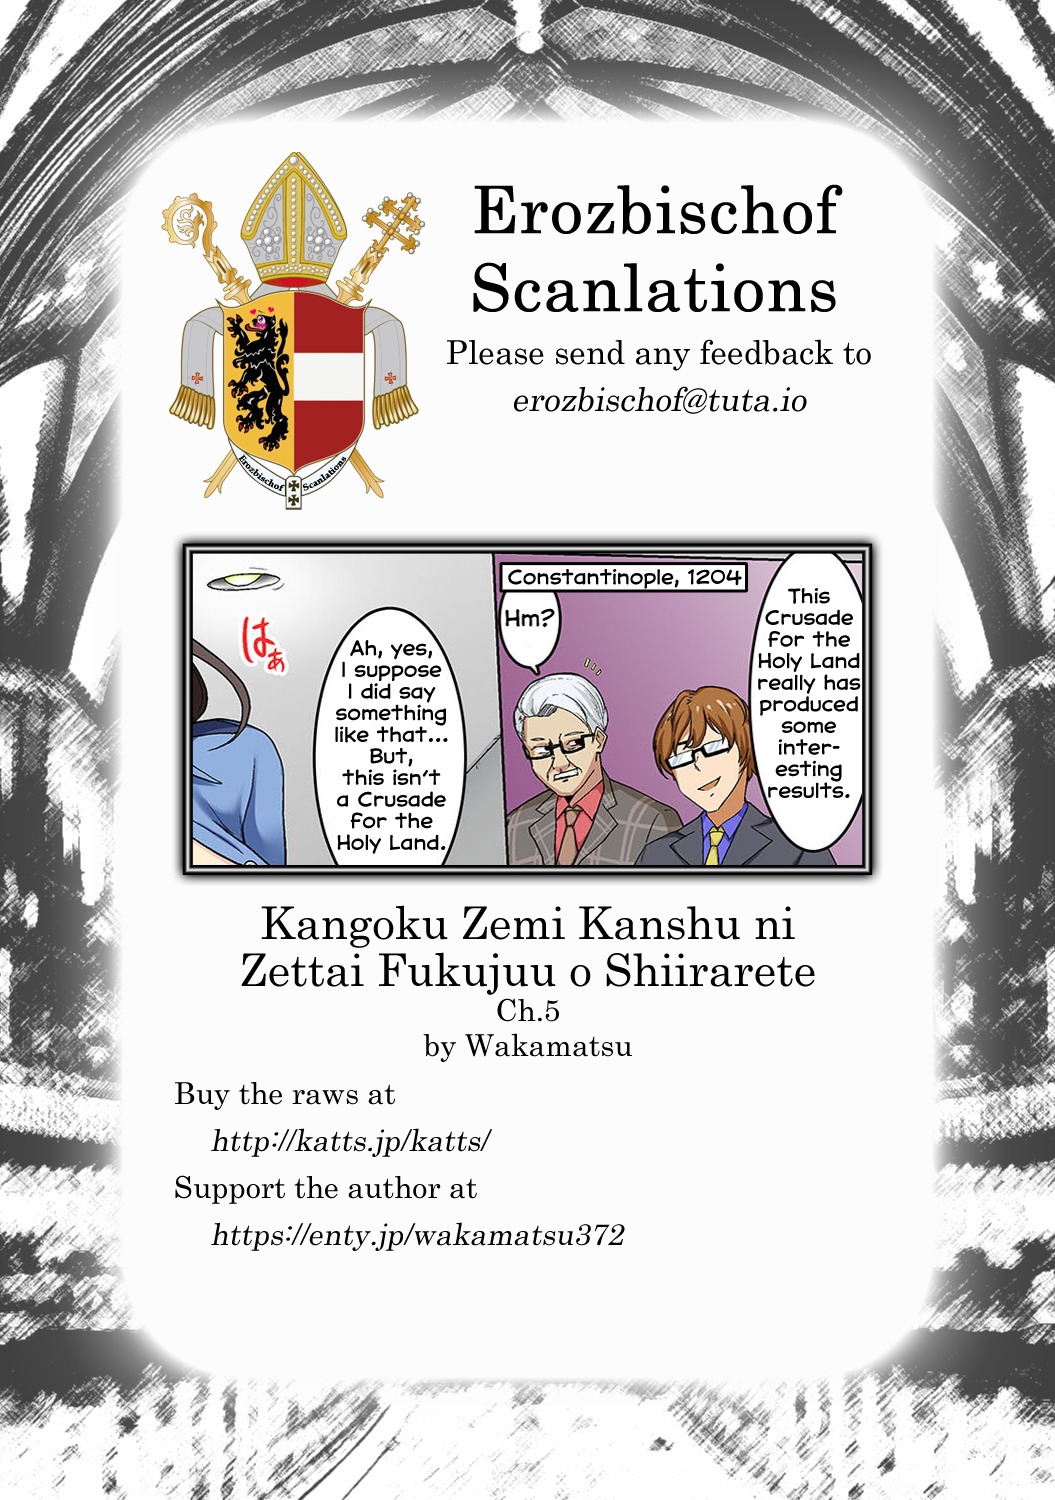 Erozbischof
Scanlations
Please send any feedback to
erozbischof@tuta.io
Erozbischof Scanlations
はぁ
Ah, yes,
I suppose
I did say
something
like that...
But,
this isn't
a Crusade
for the
Holy Land.
Constantinople, 1204
Hm?
This
Crusade
for the
Holy Land
really has
produced
some
inter-
esting
results.
Kangoku Zemi Kanshu ni
Zettai Fukujuu o Shiirarete
Ch.5
by Wakamatsu
Buy the raws at
http://katts.jp/katts/
Support the author at
https://enty.jp/wakamatsu372